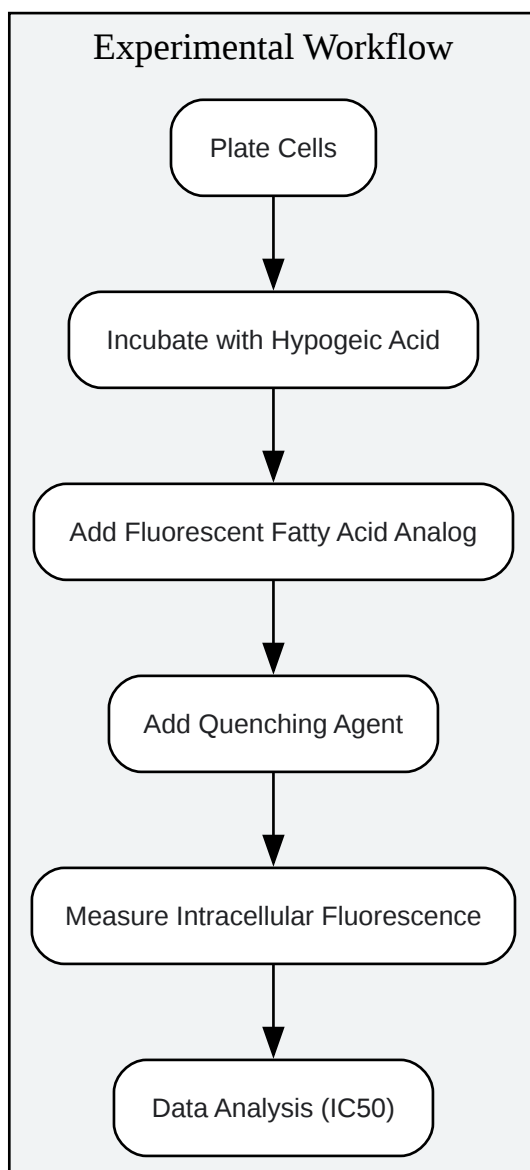 Experimental Workflow
Plate Cells
Incubate with Hypogeic Acid
Add Fluorescent Fatty Acid Analog
Add Quenching Agent
Measure Intracellular Fluorescence
Data Analysis (IC50)